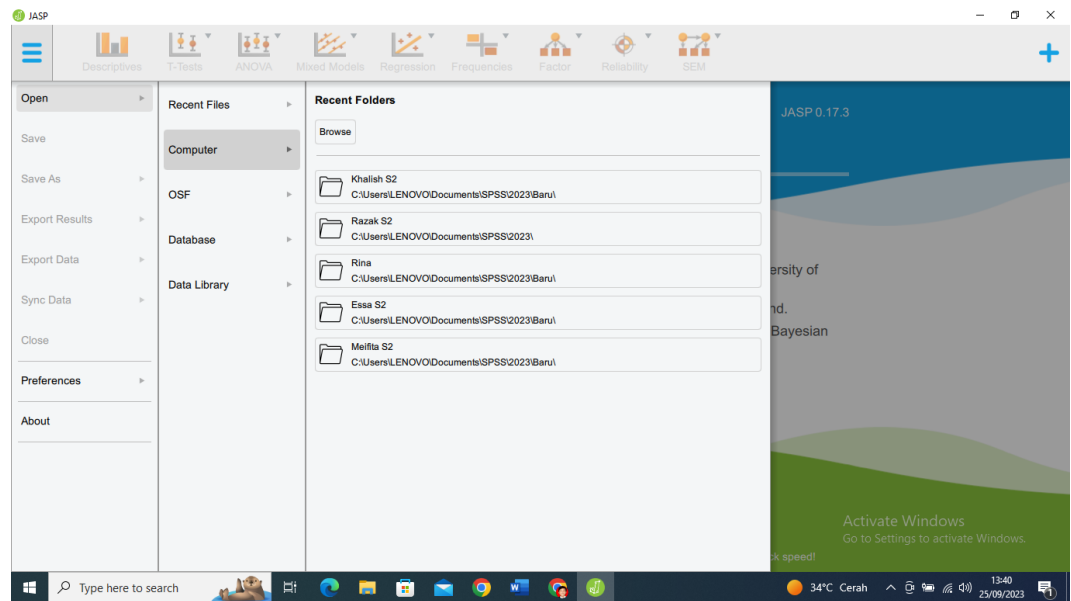 JASP
Descriptives
T-Tests
ANOVA
Mixed Models
Regression
Frequencies
Factor
Reliability
SEM
Open
Save
Save As
Export Results
Export Data
Sync Data
Close
Preferences
About
Recent Files
Computer
OSF
Database
Data Library
Recent Folders
Browse
Khalish S2
C:\Users\LENOVO\Documents\SPSS\2023\Baru\
Razak S2
C:\Users\LENOVO\Documents\SPSS\2023\
Rina
C:\Users\LENOVO\Documents\SPSS\2023\Baru\
Essa S2
C:\Users\LENOVO\Documents\SPSS\2023\Baru\
Meifita S2
C:\Users\LENOVO\Documents\SPSS\2023\Baru\
JASP 0.17.3
ersity of
nd.
Bayesian
Activate Windows
Go to Settings to activate Windows.
ck speed!
Type here to search
34°C Cerah
13:40
25/09/2023